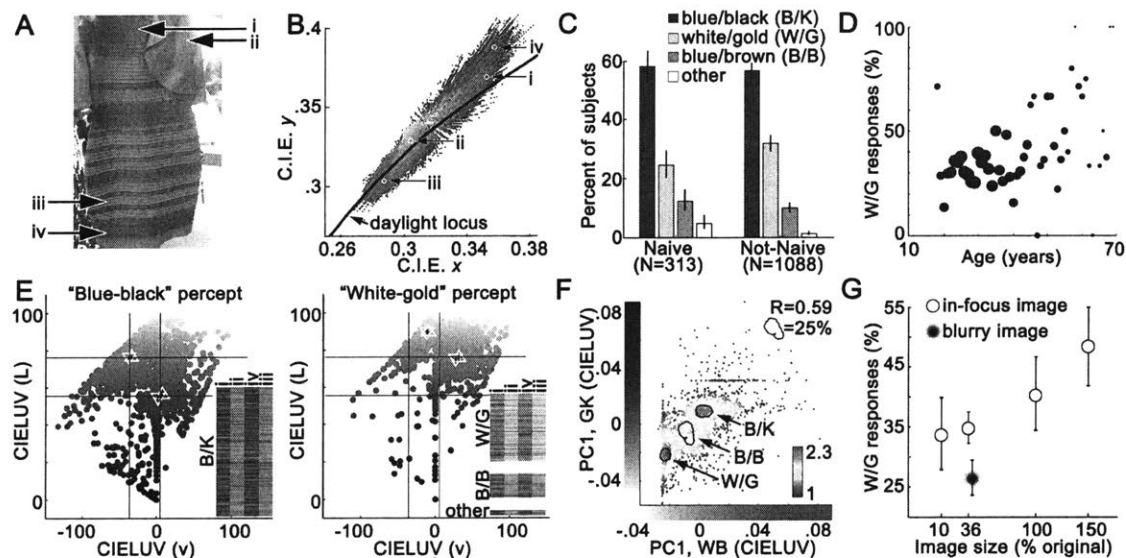 A
i
ii
iii
iv
B
.4
.35
.3
C.I.E. y
iv
i
ii
iii
daylight locus
0.26
0.3
0.34
0.38
C.I.E. x
C
blue/black (B/K)
white/gold (W/G)
blue/brown (B/B)
other
60
40
20
0
Percent of subjects
Naive
(N=313)
Not-Naive
(N=1088)
D
W/G responses (%)
100
50
0
10
70
Age (years)
E
"Blue-black" percept
CIELUV (L)
100
50
0
B/K
-100
0
100
CIELUV (v)
"White-gold" percept
CIELUV (L)
100
50
0
W/G
B/B
other
-100
0
100
CIELUV (v)
F
PC1, GK (CIELUV)
0.08
.04
0
-.04
R=0.59
=25%
B/K
B/B
W/G
2.3
1
-.04
0
.04
0.08
PC1, WB (CIELUV)
G
in-focus image
blurry image
W/G responses (%)
55
45
35
25
10
36
100
150
Image size (% original)